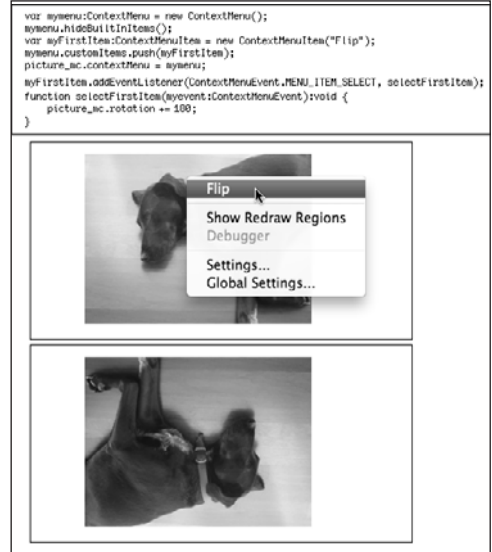 var mymenu:ContextMenu = new ContextMenu();
mymenu.hideBuiltInItems();
var myFirstItem:ContextMenuItem = new ContextMenuItem("Flip");
mymenu.customItems.push(myFirstItem);
picture_mc.contextMenu = mymenu;
myFirstItem.addEventListener(ContextMenuEvent.MENU_ITEM_SELECT, selectFirstItem);
function selectFirstItem(myevent:ContextMenuEvent):void {
picture_mc.rotation += 180;
}
Flip
Show Redraw Regions
Debugger
Settings...
Global Settings...